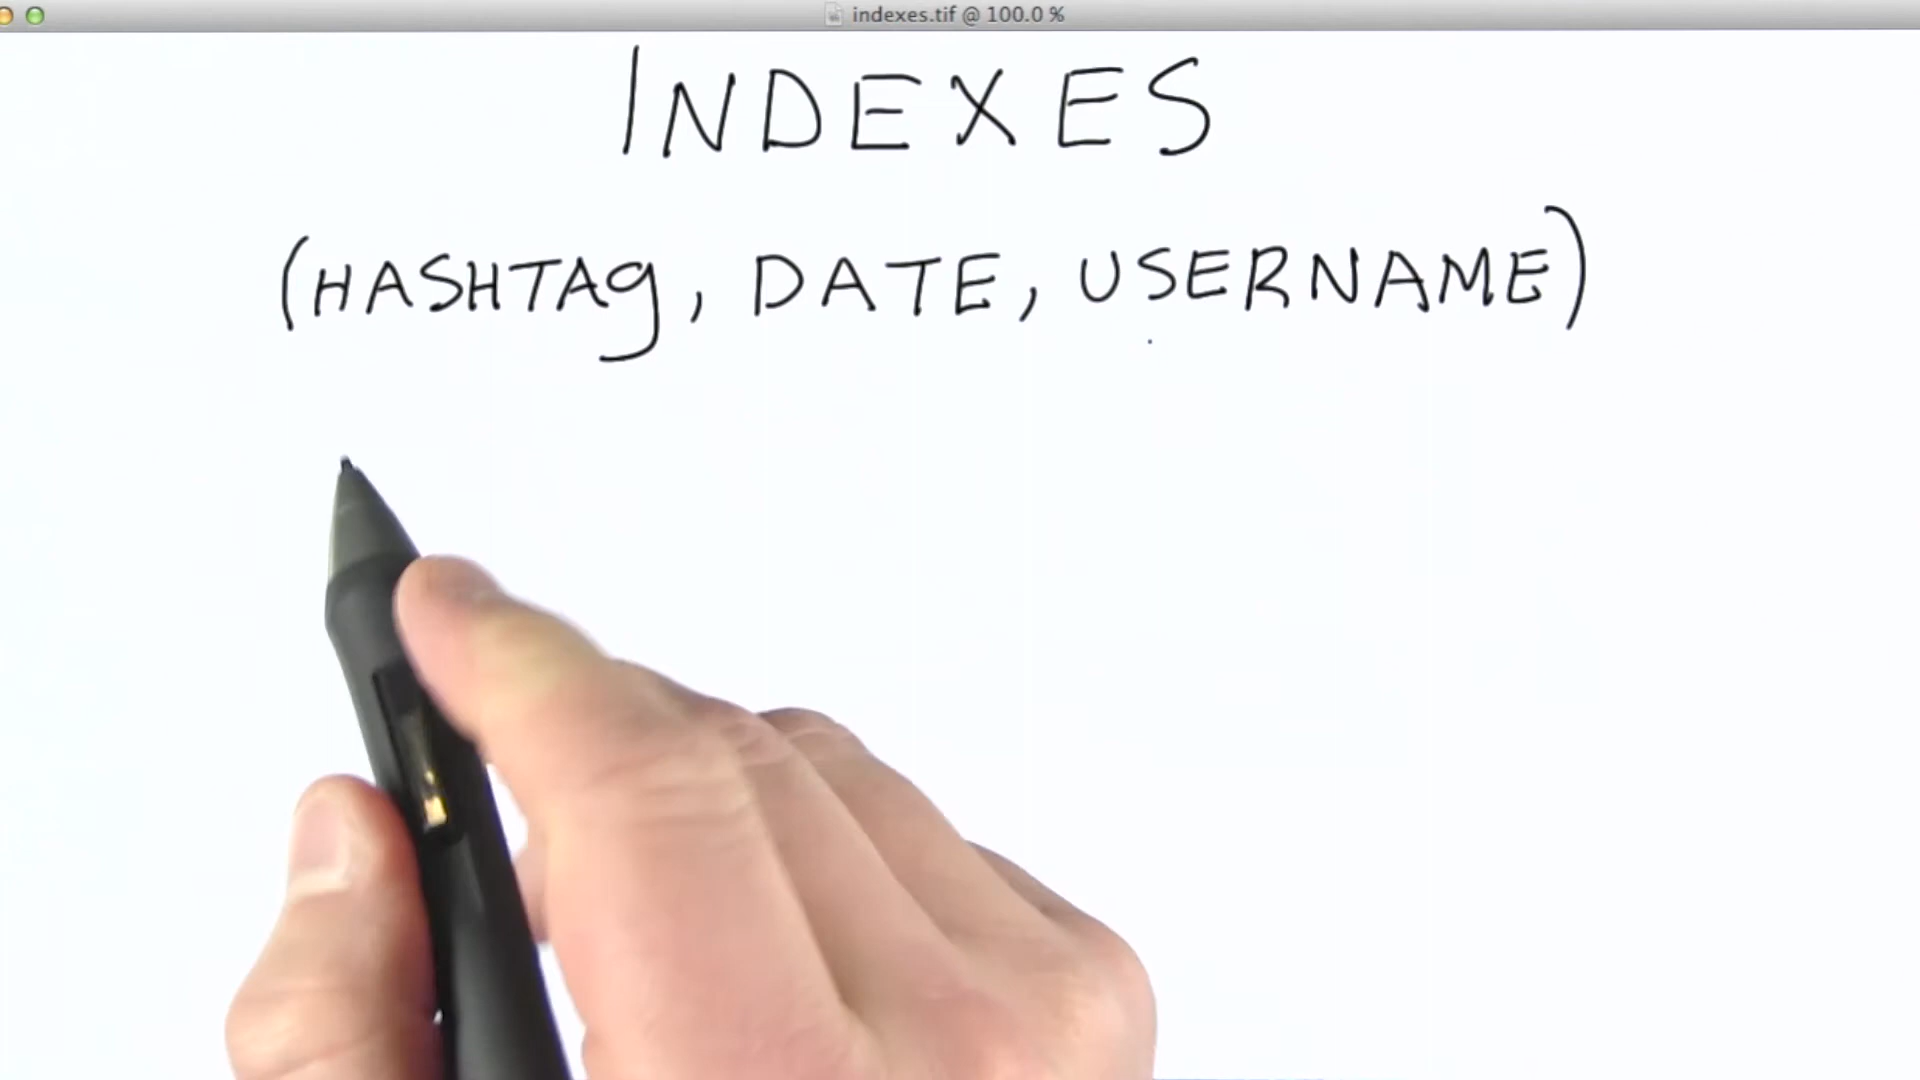 indexes.tif @ 100.0 %
INDEXES
(HASHTAg, DATE, USERNAME)